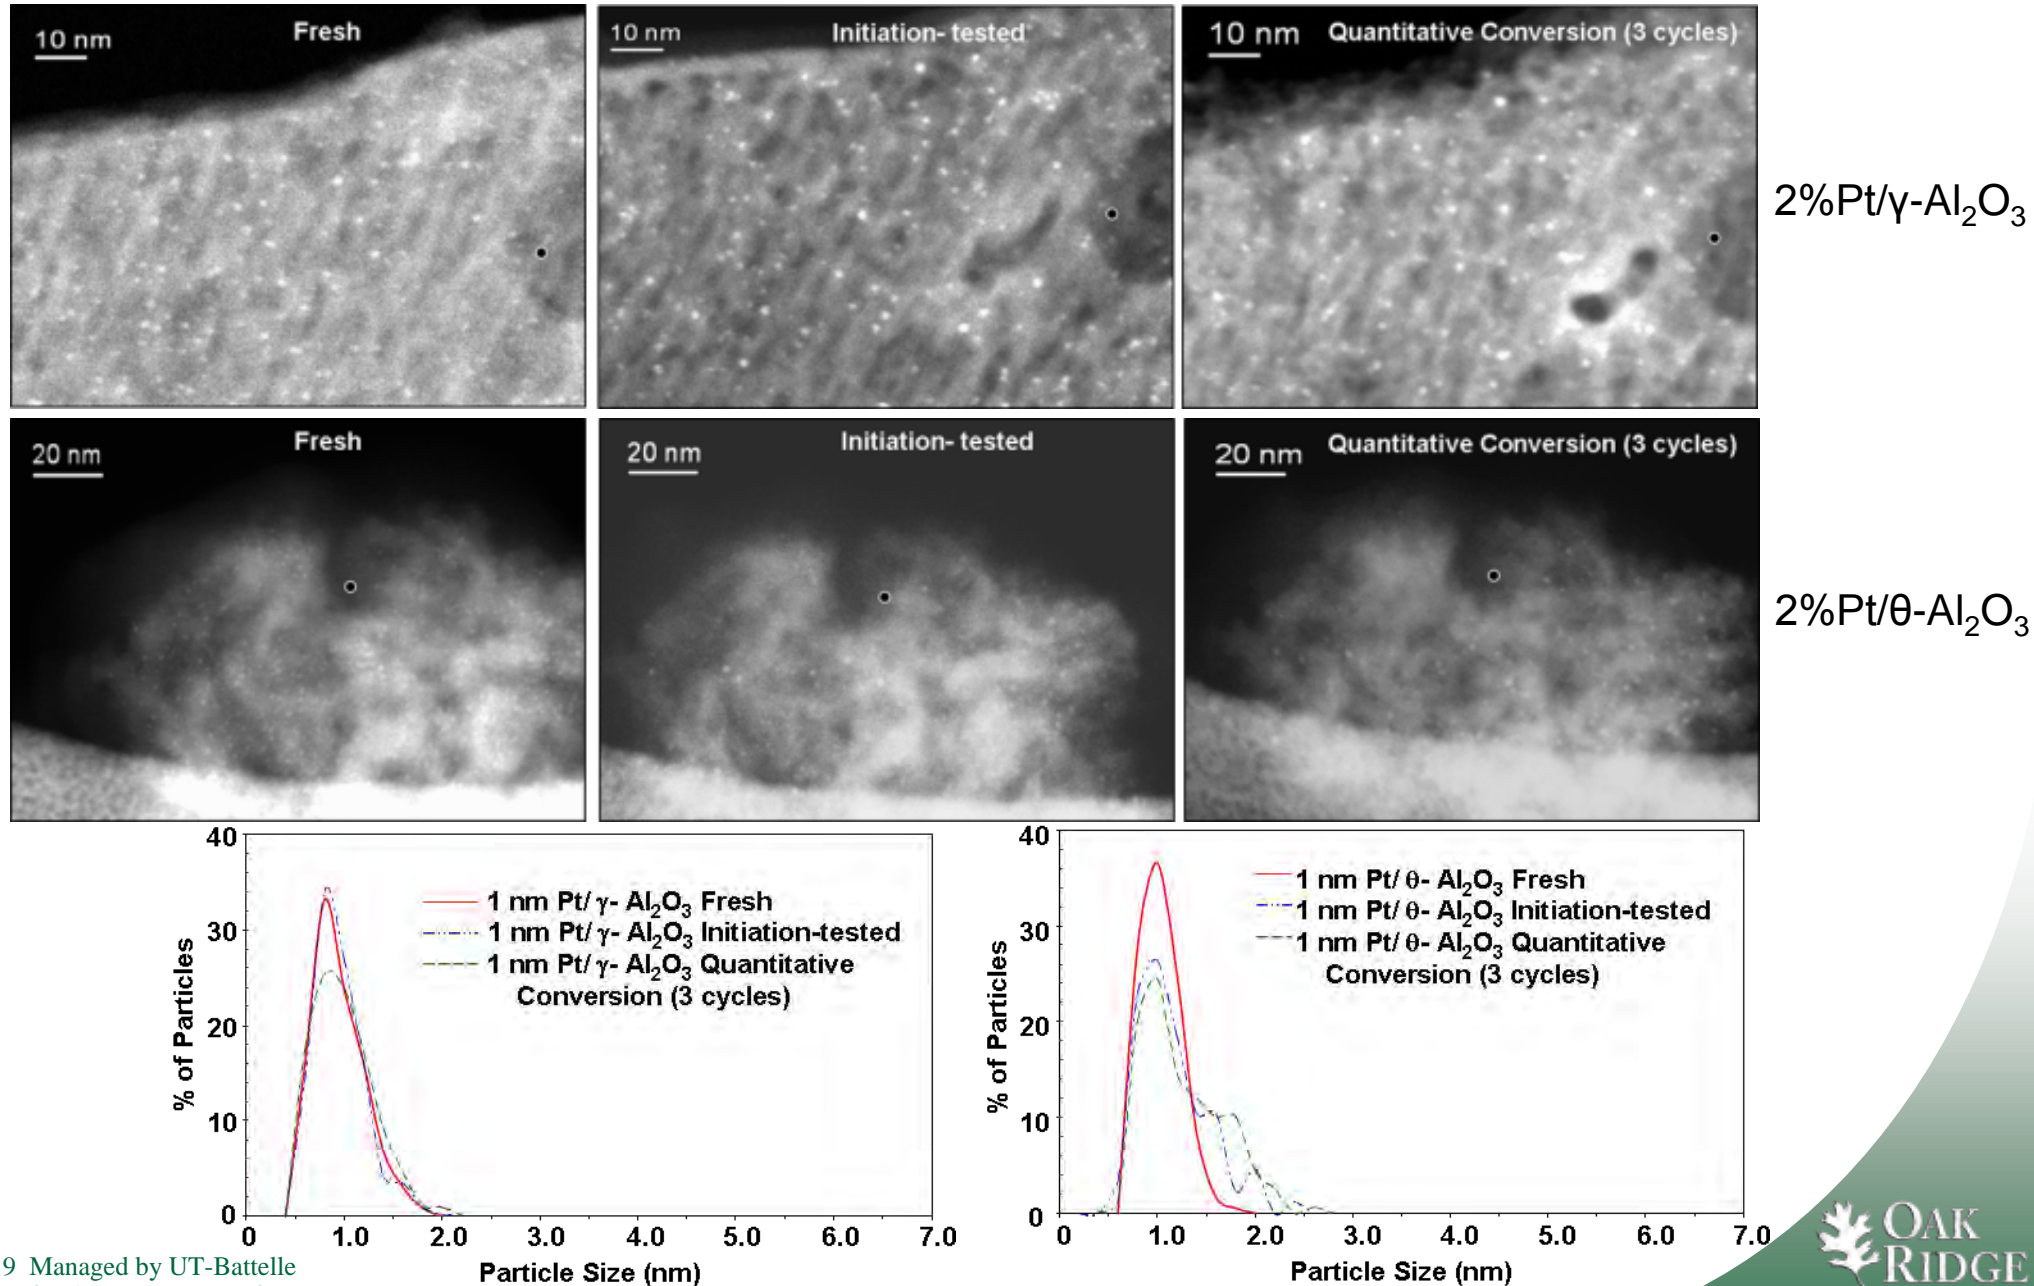 10 nm
Fresh
10 nm
Initiation- tested
10 nm
Quantitative Conversion (3 cycles)
2%Pt/γ-Al₂O₃
20 nm
Fresh
20 nm
Initiation- tested
20 nm
Quantitative Conversion (3 cycles)
2%Pt/θ-Al₂O₃
40
30
20
10
0
% of Particles
1 nm Pt/ γ- Al₂O₃ Fresh
1 nm Pt/ γ- Al₂O₃ Initiation-tested
1 nm Pt/ γ- Al₂O₃ Quantitative
Conversion (3 cycles)
0 1.0 2.0 3.0 4.0 5.0 6.0 7.0
Particle Size (nm)
40
30
20
10
0
% of Particles
1 nm Pt/ θ- Al₂O₃ Fresh
1 nm Pt/ θ- Al₂O₃ Initiation-tested
1 nm Pt/ θ- Al₂O₃ Quantitative
Conversion (3 cycles)
0 1.0 2.0 3.0 4.0 5.0 6.0 7.0
Particle Size (nm)
9 Managed by UT-Battelle
OAK
RIDGE